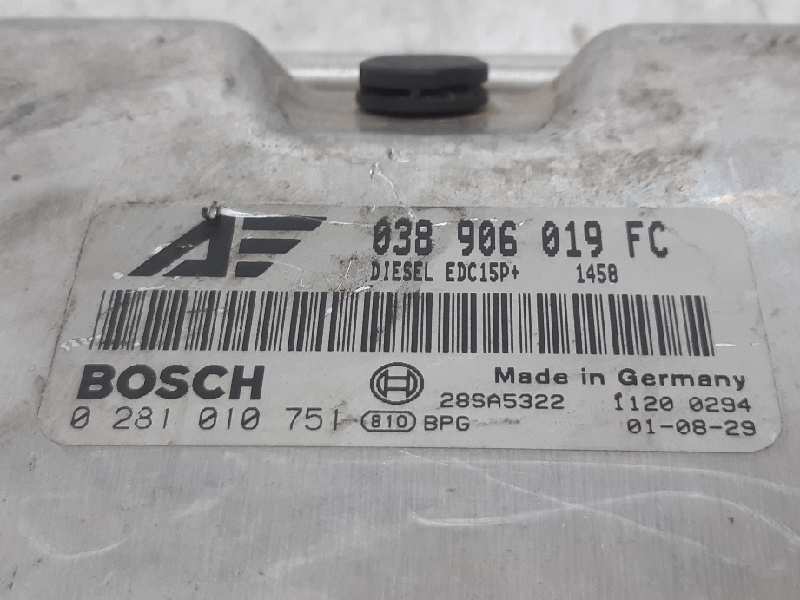 AE
038 906 019 FC
DIESEL EDC15P+ 1458
BOSCH
Made in Germany
28SA5322 1120 0294
0 281 010 751 810 BPG 01-08-29